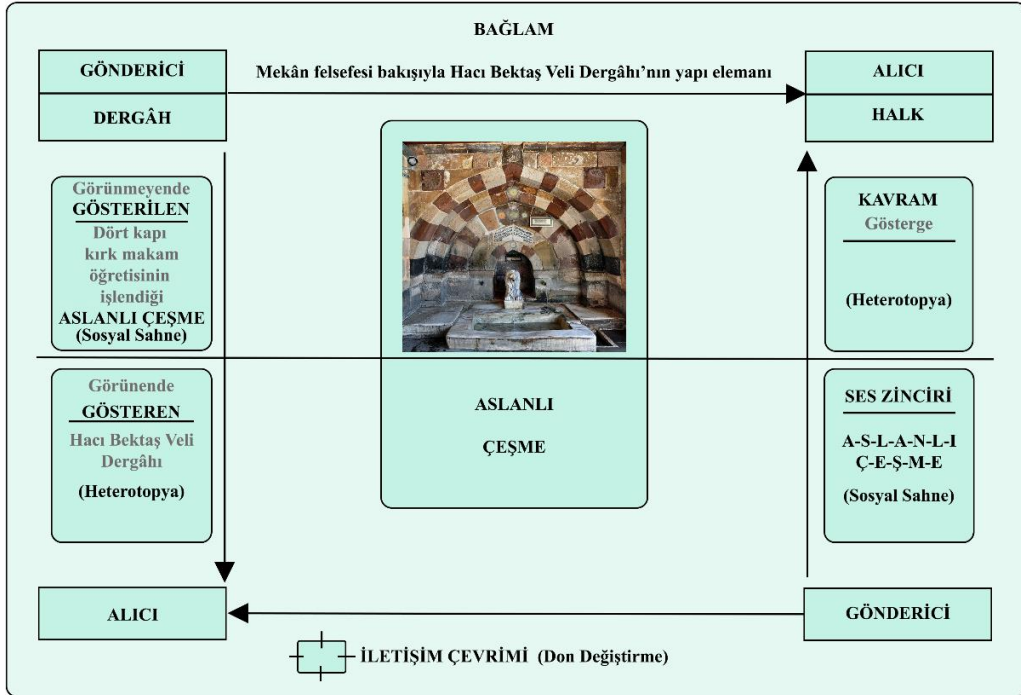 BAĞLAM
GÖNDERİCİ
DERGÂH
Mekân felsefesi bakışıyla Hacı Bektaş Veli Dergâhı’nın yapı elemanı
ALICI
HALK
Görünmeyende
GÖSTERİLEN
Dört kapı
kırk makam
öğretisinin
işlendiği
ASLANLI ÇEŞME
(Sosyal Sahne)
KAVRAM
Gösterge
(Heterotopya)
Görünende
GÖSTEREN
Hacı Bektaş Veli
Dergâhı
(Heterotopya)
ASLANLI
ÇEŞME
SES ZİNCİRİ
A-S-L-A-N-L-I
Ç-E-Ş-M-E
(Sosyal Sahne)
ALICI
GÖNDERİCİ
İLETİŞİM ÇEVRİMİ (Don Değiştirme)